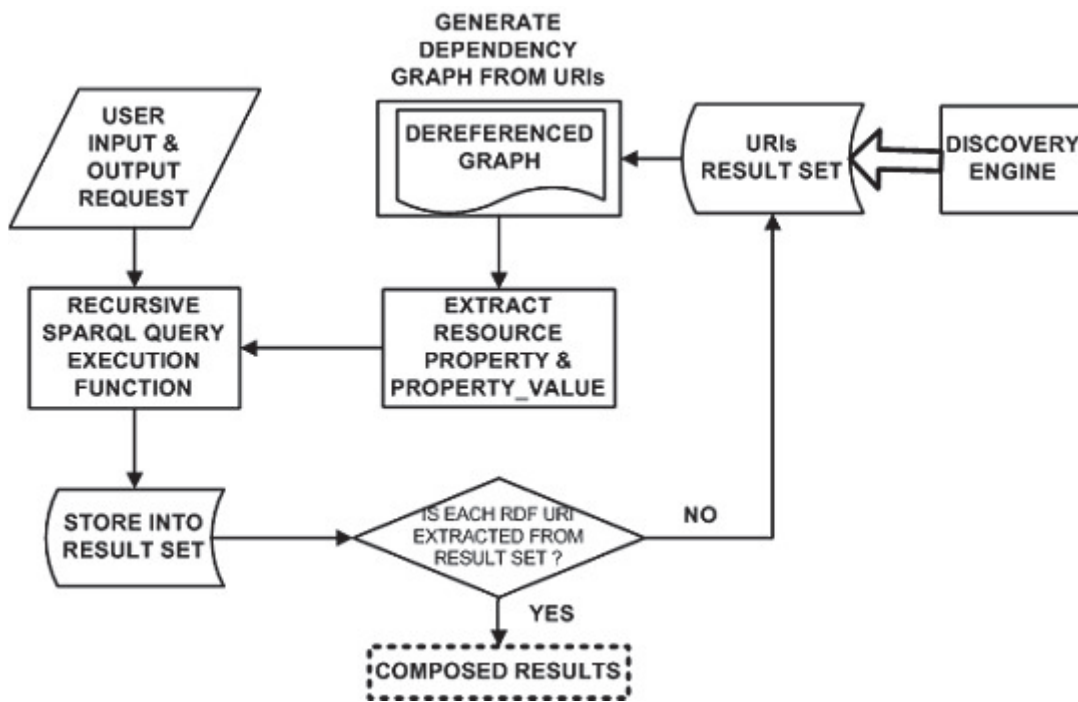 GENERATE
DEPENDENCY
GRAPH FROM URIs
USER
INPUT &
OUTPUT
REQUEST
DEREFERENCED
GRAPH
URIs
RESULT SET
DISCOVERY
ENGINE
RECURSIVE
SPARQL QUERY
EXECUTION
FUNCTION
EXTRACT
RESOURCE
PROPERTY &
PROPERTY_VALUE
STORE INTO
RESULT SET
IS EACH RDF URI
EXTRACTED FROM
RESULT SET ?
NO
YES
COMPOSED RESULTS